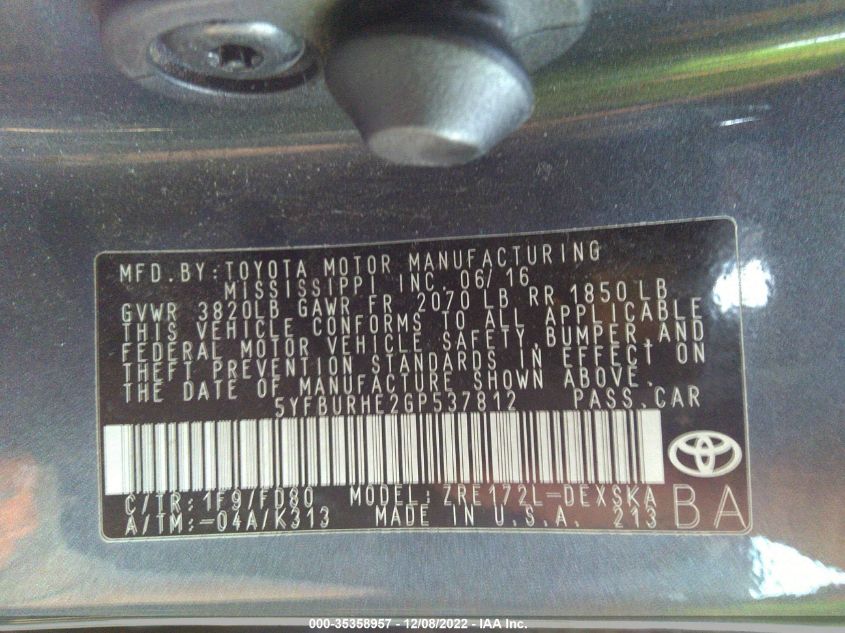 MFD.BY:TOYOTA MOTOR MANUFACTURING
MISSISSIPPI INC. 06/16
GVWR 3820LB GAWR FR 2070 LB RR 1850 LB
THIS VEHICLE CONFORMS TO ALL APPLICABLE
FEDERAL MOTOR VEHICLE SAFETY,BUMPER,AND
THEFT PREVENTION STANDARDS IN EFFECT ON
THE DATE OF MANUFACTURE SHOWN ABOVE.
5YFBURHE2GP537812 PASS.CAR
C/TR:1F9/FD80 MODEL:ZRE172L-DEXSKA
A/TM:-04A/K313 MADE IN U.S.A. 213 BA
000-35358957 - 12/08/2022 - IAA Inc.